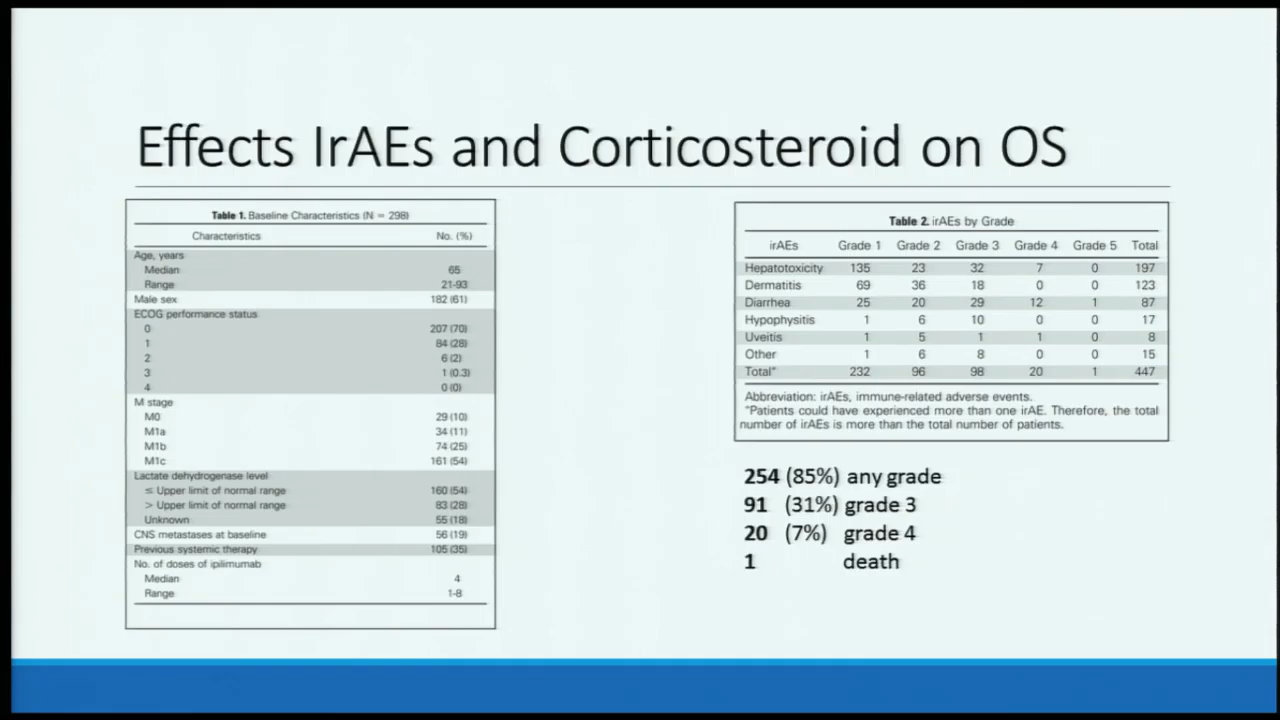 Effects IrAEs and Corticosteroid on OS
Table 1. Baseline Characteristics (N = 298)
Characteristics No. (%)
Age, years
Median 65
Range 21-93
Male sex 182 (61)
ECOG performance status
0 207 (70)
1 84 (28)
2 6 (2)
3 1 (0.3)
4 0 (0)
M stage
M0 29 (10)
M1a 34 (11)
M1b 74 (25)
M1c 161 (54)
Lactate dehydrogenase level
≤ Upper limit of normal range 160 (54)
> Upper limit of normal range 83 (28)
Unknown 55 (18)
CNS metastases at baseline 56 (19)
Previous systemic therapy 105 (35)
No. of doses of ipilimumab
Median 4
Range 1-8
Table 2. irAEs by Grade
irAEs Grade 1 Grade 2 Grade 3 Grade 4 Grade 5 Total
Hepatotoxicity 135 23 32 7 0 197
Dermatitis 69 36 18 0 0 123
Diarrhea 25 20 29 12 1 87
Hypophysitis 1 6 10 0 0 17
Uveitis 1 5 1 1 0 8
Other 1 6 8 0 0 15
Total* 232 96 98 20 1 447
Abbreviation: irAEs, immune-related adverse events.
*Patients could have experienced more than one irAE. Therefore, the total
number of irAEs is more than the total number of patients.
254 (85%) any grade
91 (31%) grade 3
20 (7%) grade 4
1 death